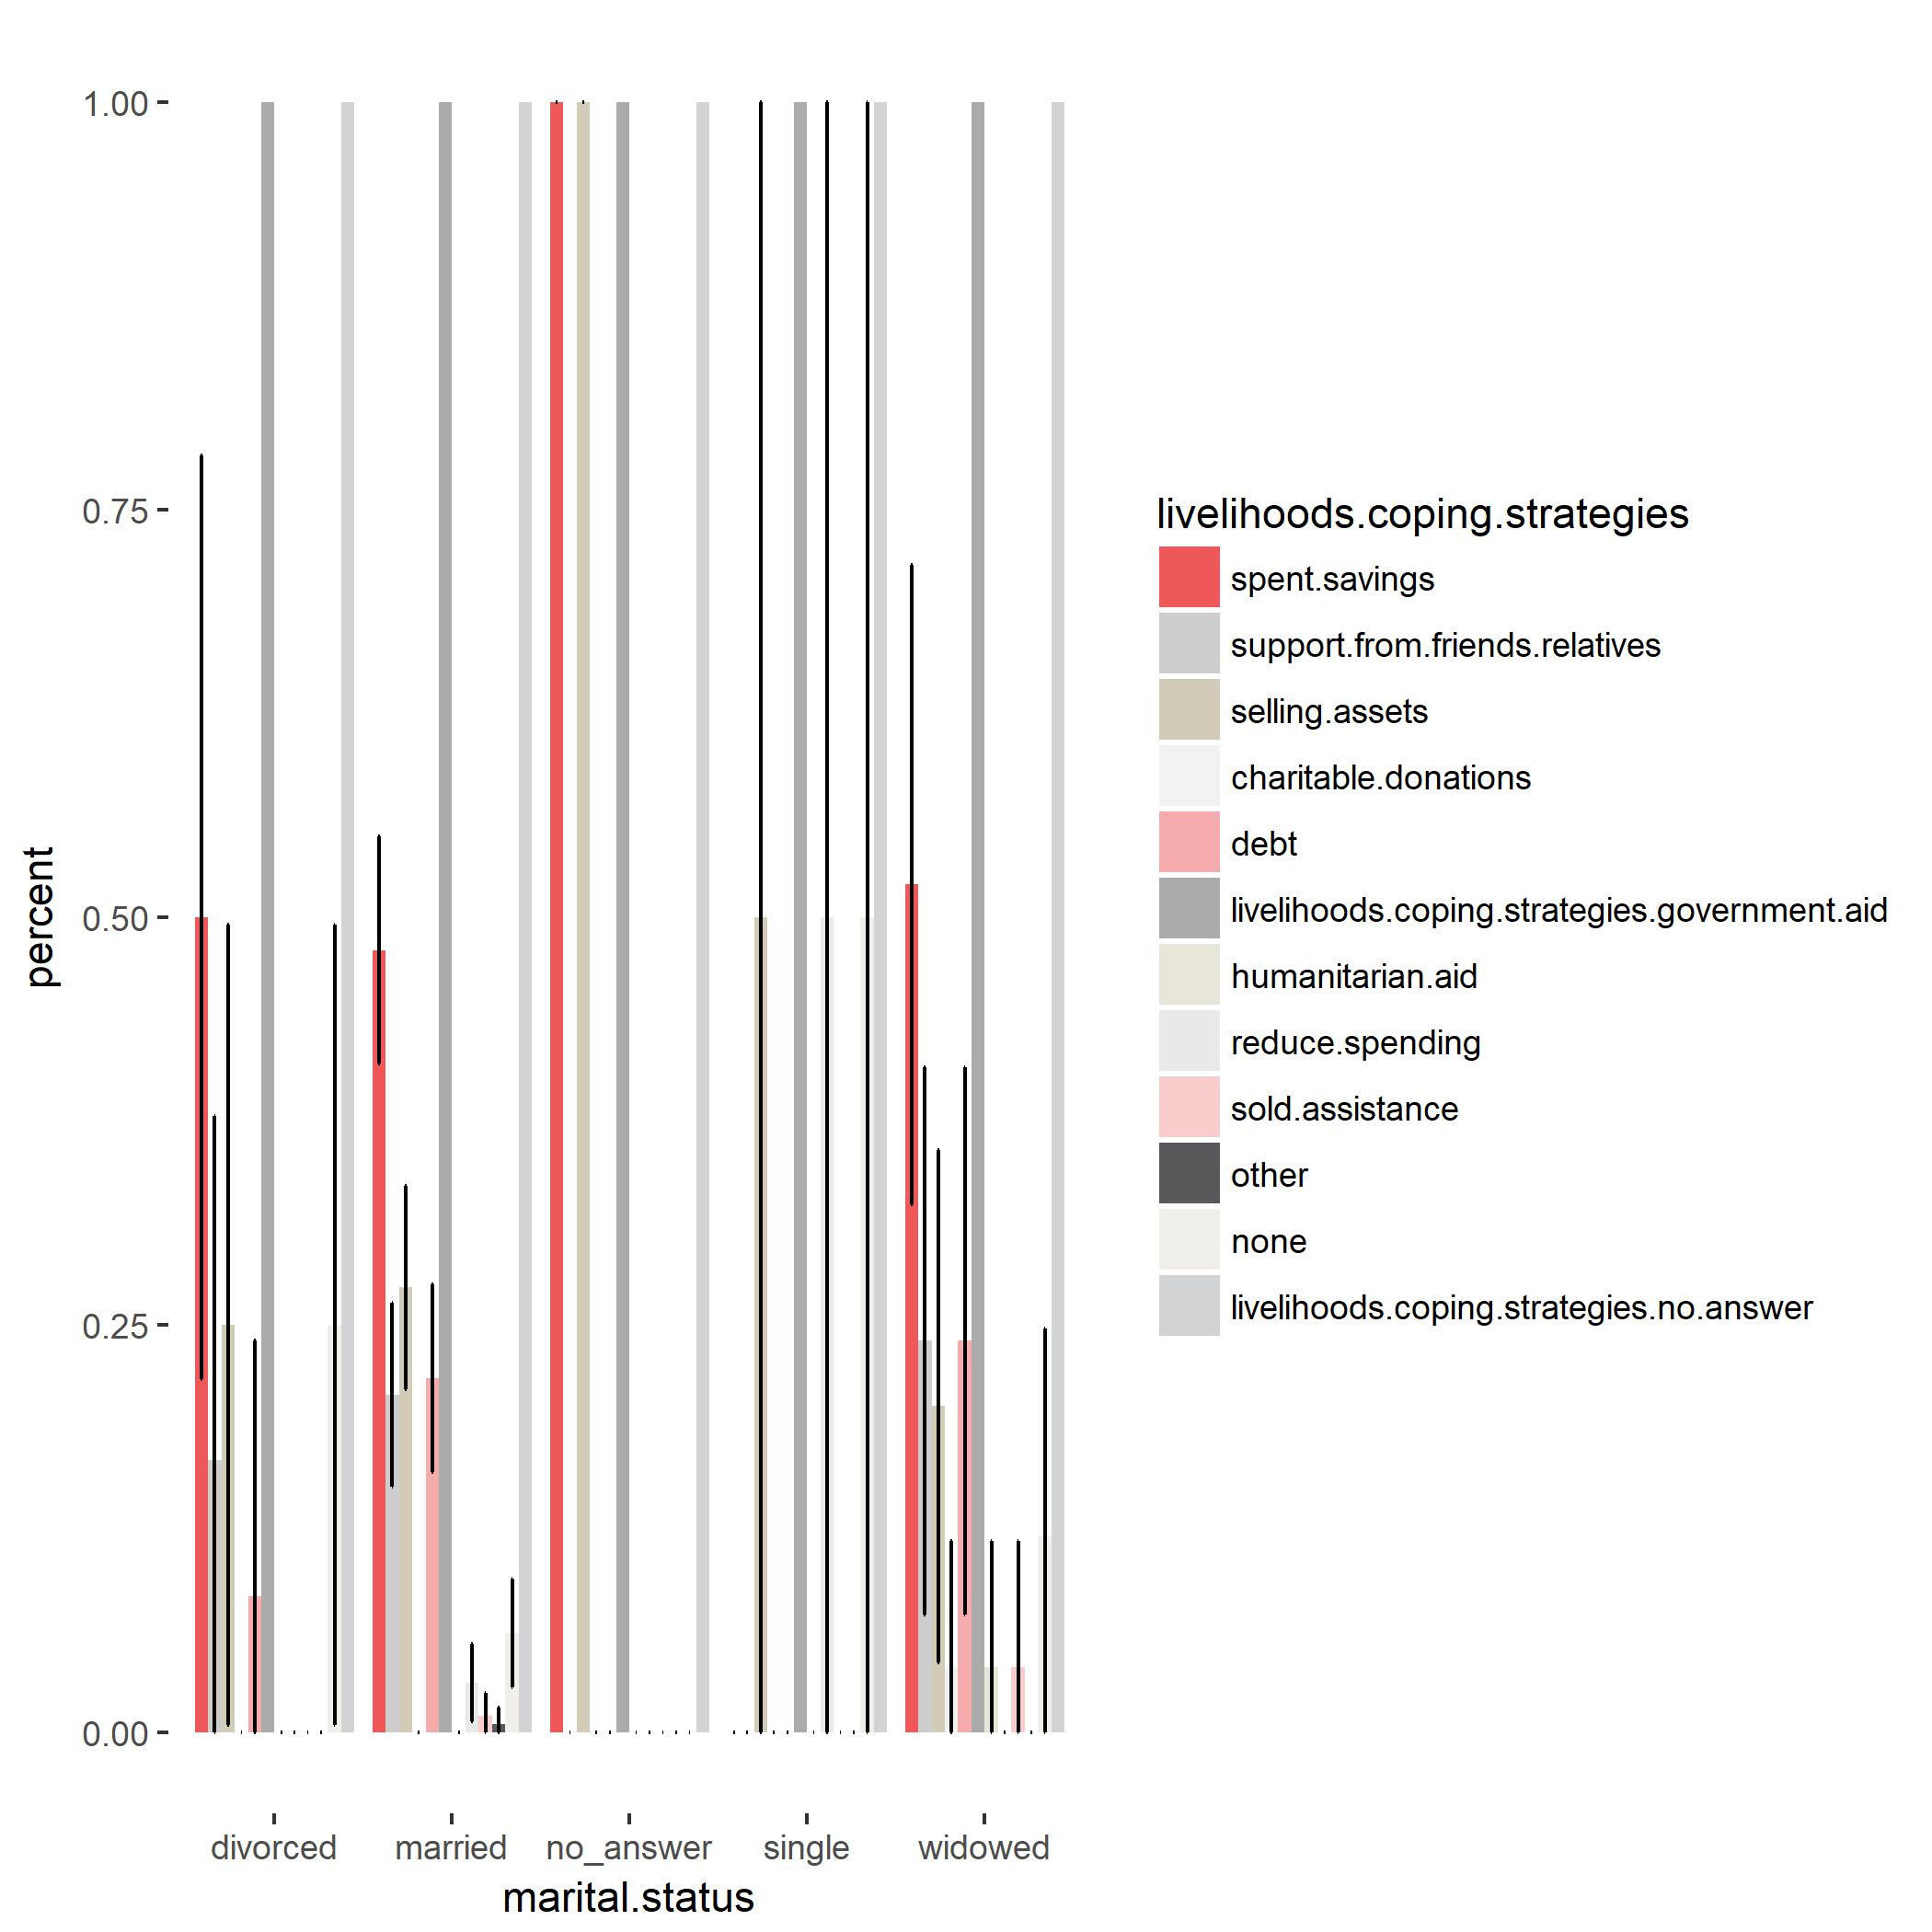 1.00
0.75
0.50
0.25
0.00
percent
divorced
married
no_answer
single
widowed
marital.status
livelihoods.coping.strategies
spent.savings
support.from.friends.relatives
selling.assets
charitable.donations
debt
livelihoods.coping.strategies.government.aid
humanitarian.aid
reduce.spending
sold.assistance
other
none
livelihoods.coping.strategies.no.answer